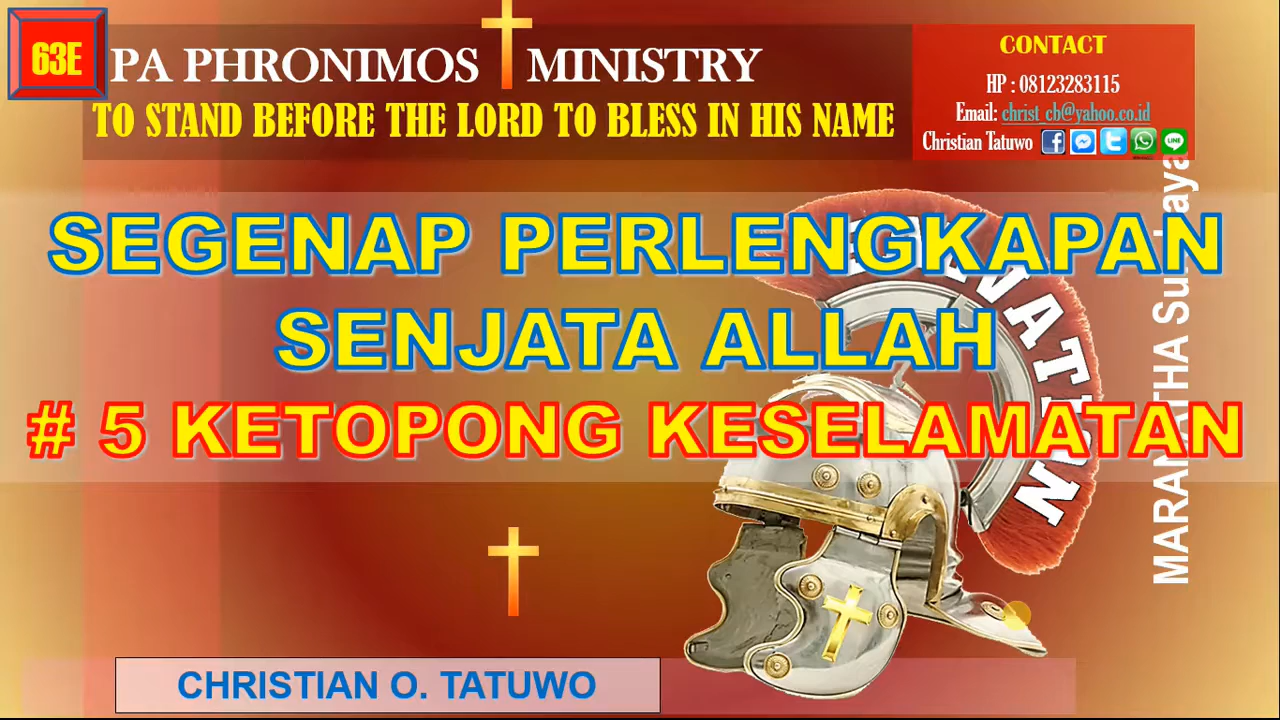 63E
PA PHRONIMOS MINISTRY
TO STAND BEFORE THE LORD TO BLESS IN HIS NAME
CONTACT
HP : 08123283115
Email: christ_cb@yahoo.co.id
Christian Tatuwo
SEGENAP PERLENGKAPAN
SENJATA ALLAH
# 5 KETOPONG KESELAMATAN
CHRISTIAN O. TATUWO